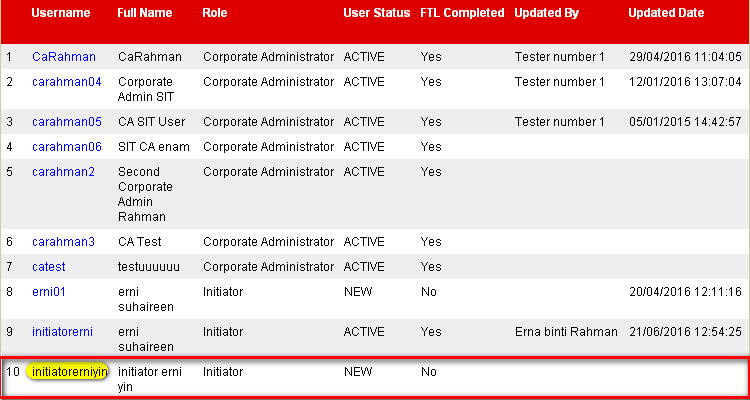 Username Full Name Role User Status FTL Completed Updated By Updated Date
1 CaRahman CaRahman Corporate Administrator ACTIVE Yes Tester number 1 29/04/2016 11:04:05
2 carahman04 Corporate Corporate Administrator ACTIVE Yes Tester number 1 12/01/2016 13:07:04
Admin SIT
3 carahman05 CA SIT User Corporate Administrator ACTIVE Yes Tester number 1 05/01/2015 14:42:57
4 carahman06 SIT CA enam Corporate Administrator ACTIVE Yes
5 carahman2 Second Corporate Administrator ACTIVE Yes
Corporate
Admin
Rahman
6 carahman3 CA Test Corporate Administrator ACTIVE Yes
7 catest testuuuuuu Corporate Administrator ACTIVE Yes
8 erni01 erni Initiator NEW No 20/04/2016 12:11:16
suhaireen
9 initiatorerni erni Initiator ACTIVE Yes Erna binti Rahman 21/06/2016 12:54:25
suhaireen
10 initiatorerniyin initiator erni Initiator NEW No
yin